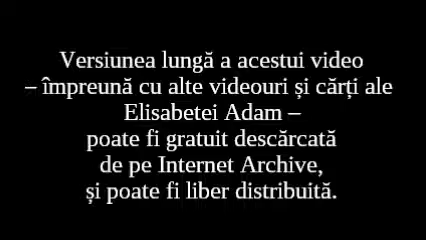 Versiunea lungă a acestui video
– împreună cu alte videouri și cărți ale
Elisabetei Adam –
poate fi gratuit descărcată
de pe Internet Archive,
și poate fi liber distribuită.